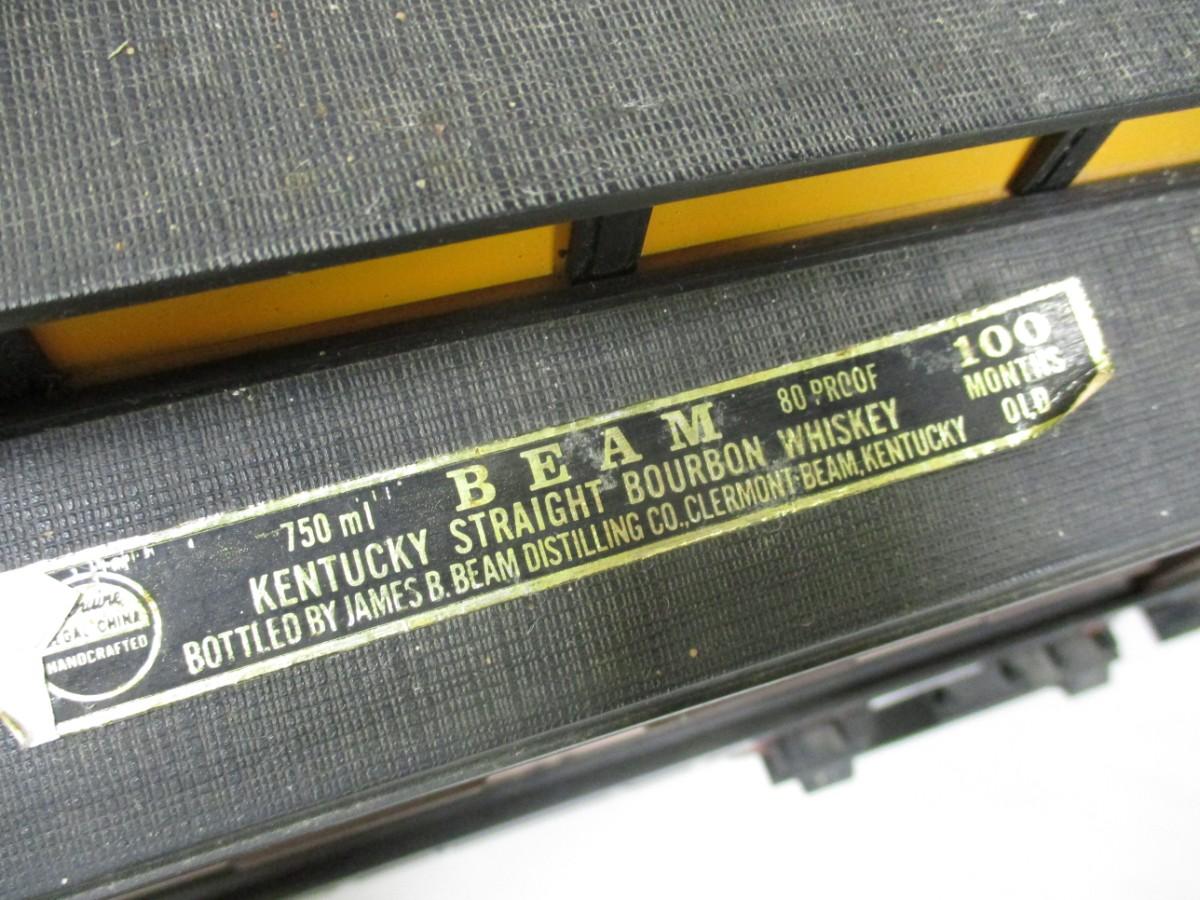 BEAM
80 PROOF
100
MONTHS
OLD
750 ml
KENTUCKY STRAIGHT BOURBON WHISKEY
BOTTLED BY JAMES B. BEAM DISTILLING CO., CLERMONT-BEAM, KENTUCKY
CHINA
HANDCRAFTED